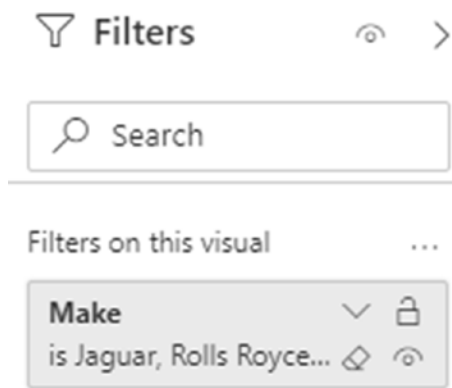 Filters
Search
Filters on this visual
Make
is Jaguar, Rolls Royce...